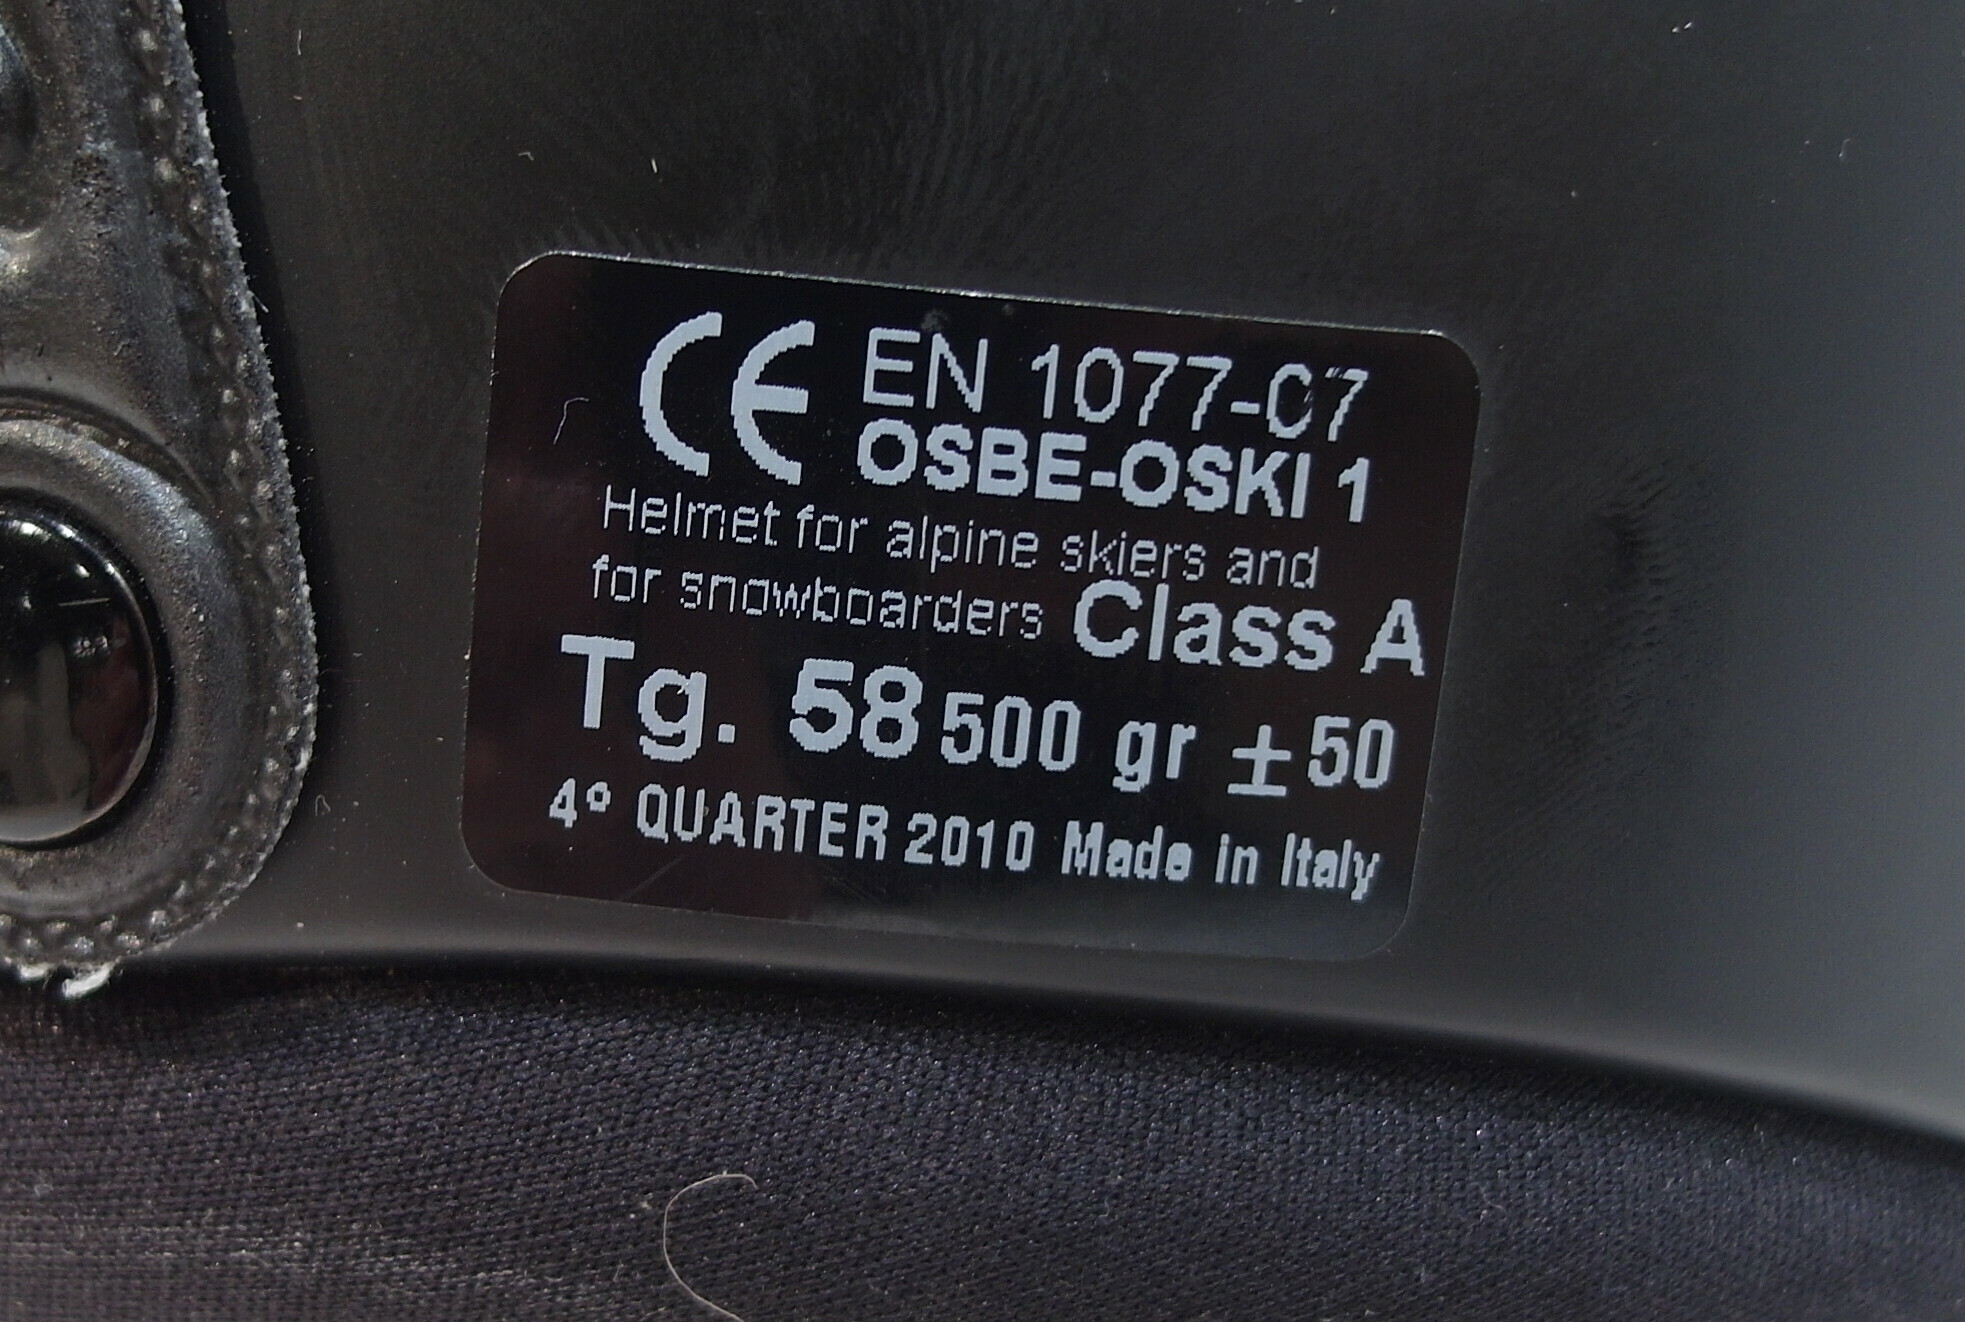 CE EN 1077-07
OSBE-OSKI 1
Helmet for alpine skiers and
for snowboarders Class A
Tg. 58 500 gr ±50
4° QUARTER 2010 Made in Italy